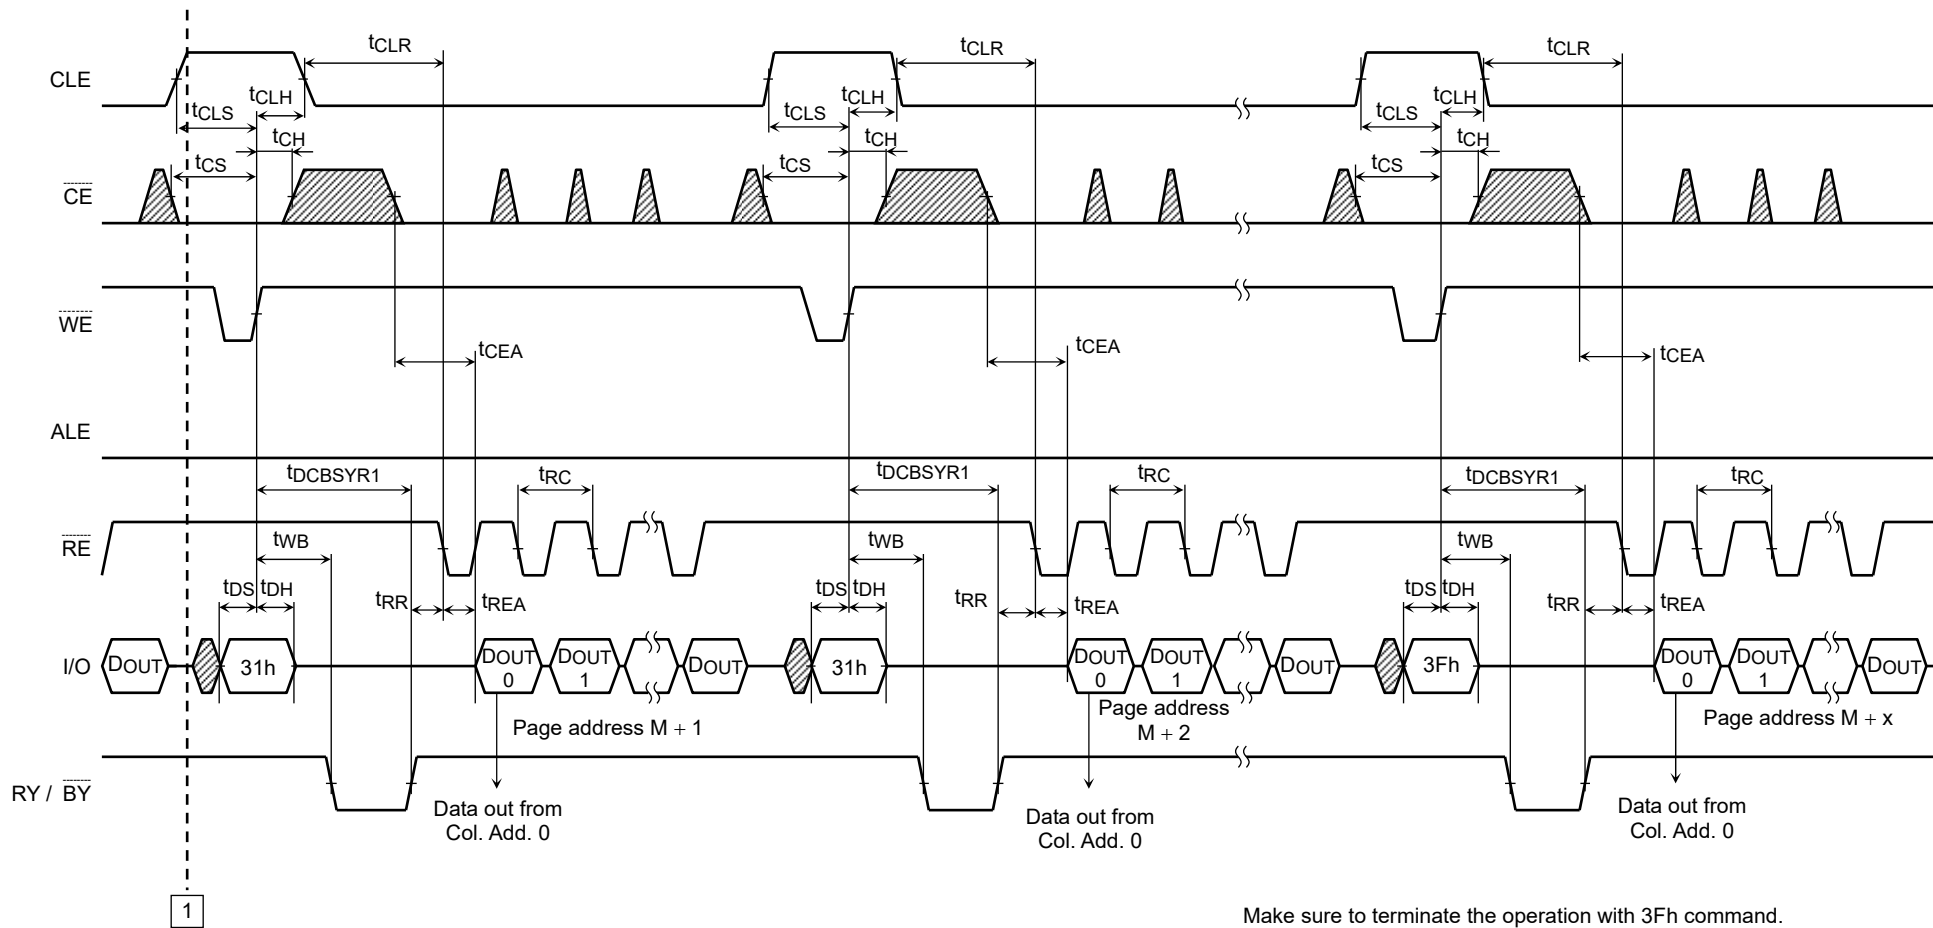 tCLR tCLR tCLR
CLE
tCLH tCLH tCLH
tCLS tCLS tCLS
tCH tCH tCH
tCS tCS tCS
CE
WE
tCEA tCEA tCEA
ALE
tDCBSYR1 tRC tDCBSYR1 tRC tDCBSYR1 tRC
RE
tWB tWB tWB
tDS tDH tDS tDH tDS tDH
tRR tREA tRR tREA tRR tREA
I/O DOUT 31h DOUT 0 DOUT 1 DOUT 31h DOUT 0 DOUT 1 DOUT 3Fh DOUT 0 DOUT 1 DOUT
Page address M + 1
Page address
M + 2
Page address M + x
RY / BY
Data out from
Col. Add. 0
Data out from
Col. Add. 0
Data out from
Col. Add. 0
1
Make sure to terminate the operation with 3Fh command.